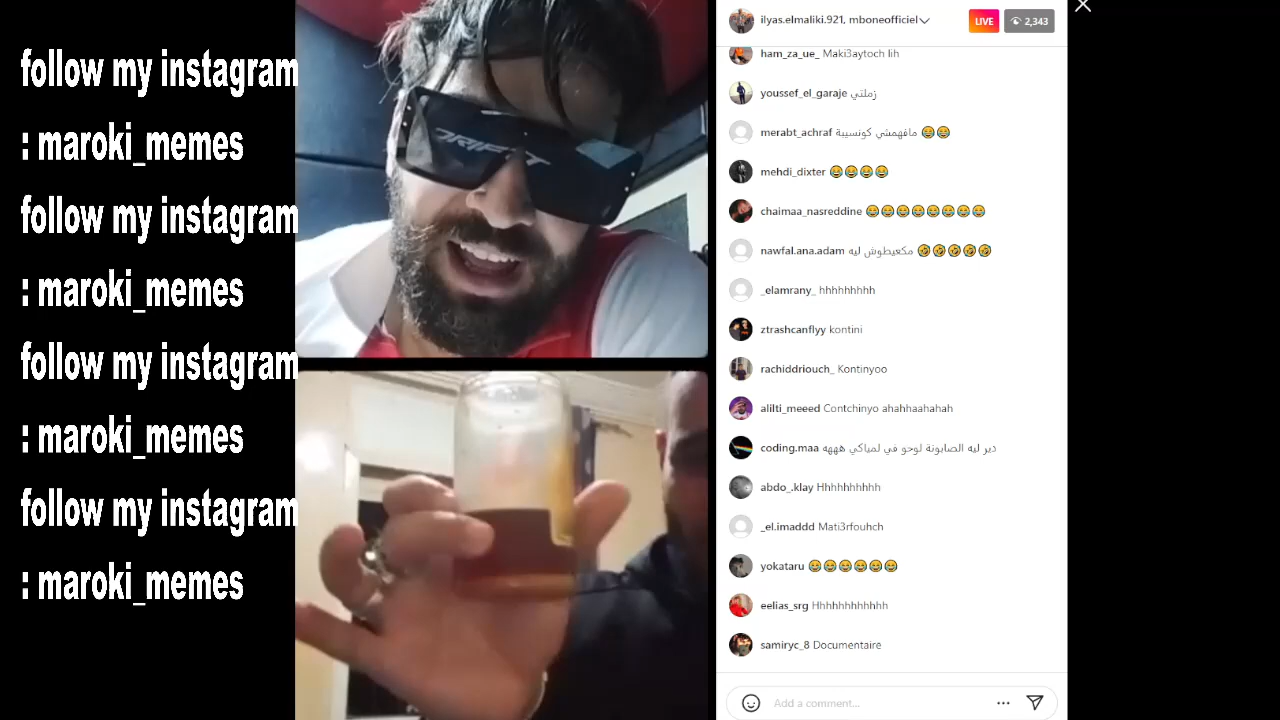 follow my instagram
: maroki_memes
follow my instagram
: maroki_memes
follow my instagram
: maroki_memes
follow my instagram
: maroki_memes
DRIFT
ilyas.elmaliki.921, mboneofficiel
LIVE
2,343
ham_za_ue_ Maki3aytoch lih
youssef_el_garaje زملتي
merabt_achraf مافهمشي كونسيبة 😂😂
mehdi_dixter 😂😂😂😂
chaimaa_nasreddine 😂😂😂😂😂😂😂😂
nawfal.ana.adam مكعيطوش ليه 🤣🤣🤣🤣🤣
_elamrany_ hhhhhhhhh
ztrashcanflyy kontini
rachiddriouch_ Kontinyoo
alilti_meeed Contchinyo ahahhaahahah
coding.maa دير ليه الصابونة لوحو في لمياكي هههه
abdo_.klay Hhhhhhhhhh
_el.imaddd Mati3rfouhch
yokataru 😂😂😂😂😂😂
eelias_srg Hhhhhhhhhhhh
samiryc_8 Documentaire
Add a comment...